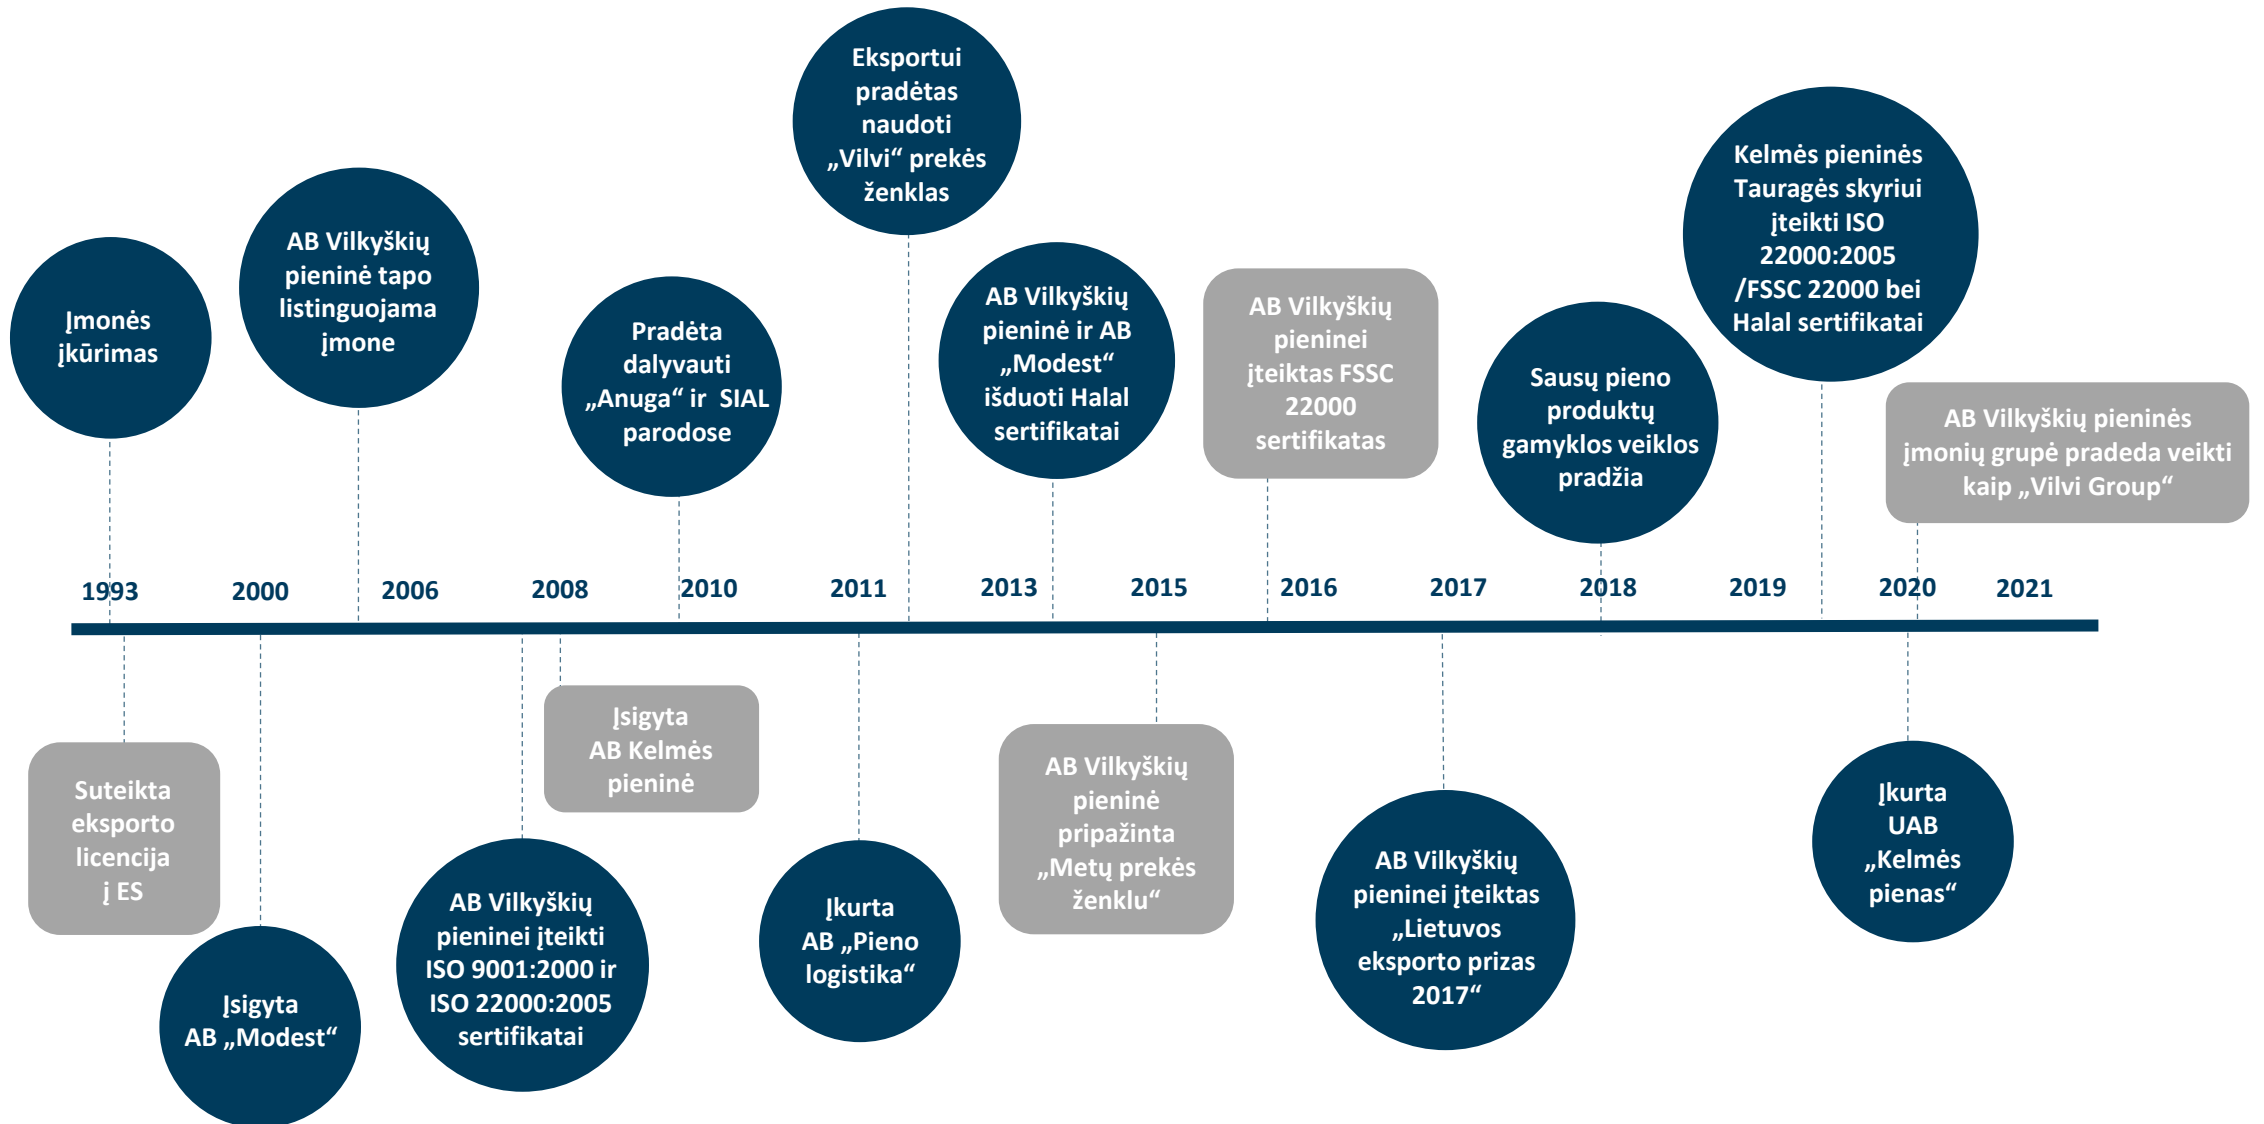 Eksportui
pradėtas
naudoti
„Vilvi“ prekės
ženklas
Kelmės pieninės
Tauragės skyriui
įteikti ISO
22000:2005
/FSSC 22000 bei
Halal sertifikatai
AB Vilkyškių
pieninė tapo
listinguojama
įmone
Įmonės
įkūrimas
Pradėta
dalyvauti
„Anuga“ ir  SIAL
parodose
AB Vilkyškių
pieninė ir AB
„Modest“
išduoti Halal
sertifikatai
AB Vilkyškių
pieninei
įteiktas FSSC
22000
sertifikatas
Sausų pieno
produktų
gamyklos veiklos
pradžia
AB Vilkyškių pieninės
įmonių grupė pradeda veikti
kaip „Vilvi Group“
1993 2000 2006 2008 2010 2011 2013 2015 2016 2017 2018 2019 2020 2021
Suteikta
eksporto
licencija
į ES
Įsigyta
AB „Modest“
AB Vilkyškių
pieninei įteikti
ISO 9001:2000 ir
ISO 22000:2005
sertifikatai
Įsigyta
AB Kelmės
pieninė
Įkurta
AB „Pieno
logistika“
AB Vilkyškių
pieninė
pripažinta
„Metų prekės
ženklu“
AB Vilkyškių
pieninei įteiktas
„Lietuvos
eksporto prizas
2017“
Įkurta
UAB
„Kelmės
pienas“